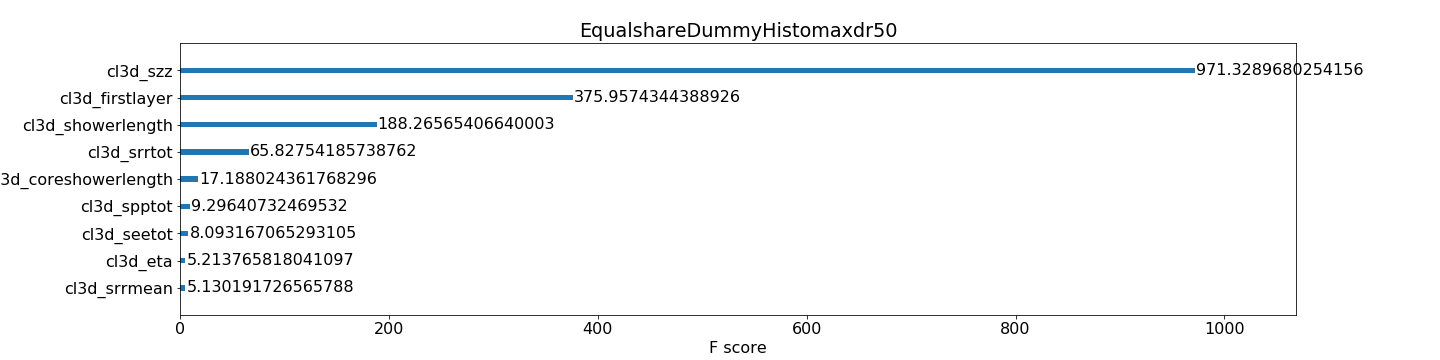 EqualshareDummyHistomaxdr50
cl3d_szz 971.3289680254156
cl3d_firstlayer 375.9574344388926
cl3d_showerlength 188.26565406640003
cl3d_srrtot 65.82754185738762
3d_coreshowerlength 17.188024361768296
cl3d_spptot 9.29640732469532
cl3d_seetot 8.093167065293105
cl3d_eta 5.213765818041097
cl3d_srrmean 5.130191726565788
0 200 400 600 800 1000
F score